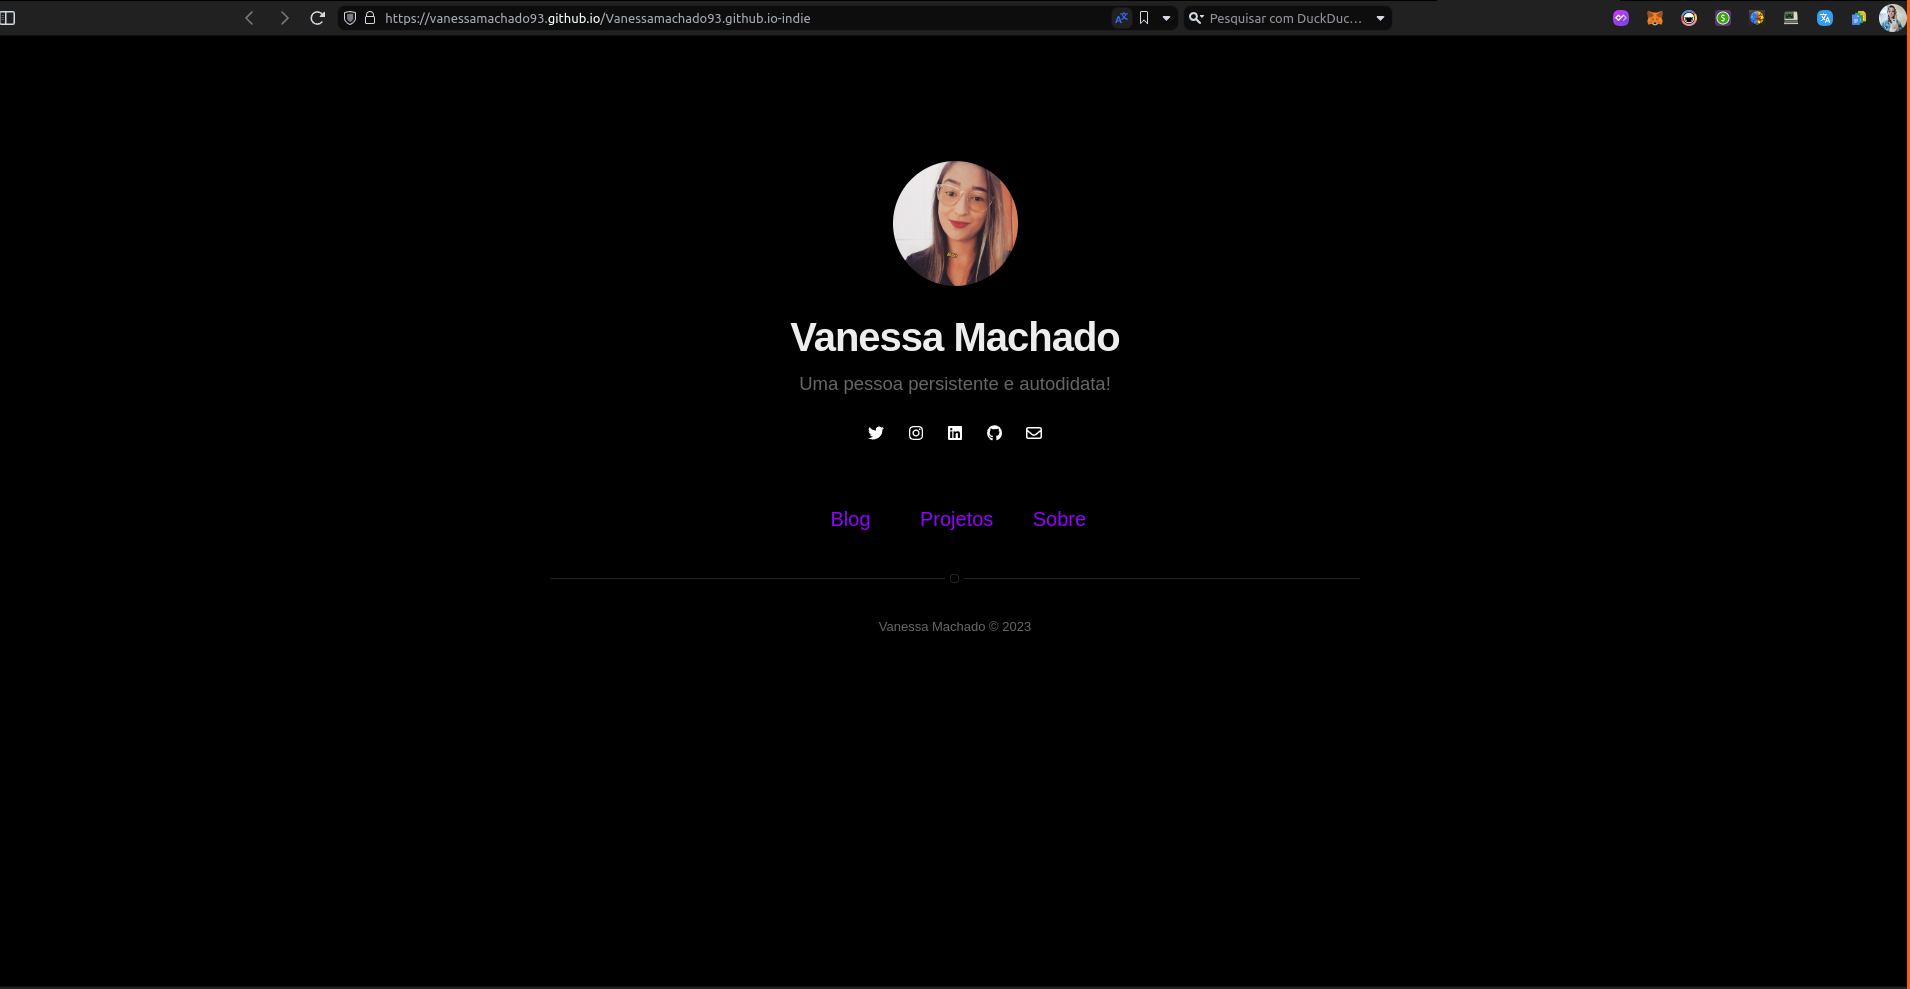 https://vanessamachado93.github.io/Vanessamachado93.github.io-indie
Pesquisar com DuckDuc...
Vanessa Machado
Uma pessoa persistente e autodidata!
Blog Projetos Sobre
Vanessa Machado © 2023